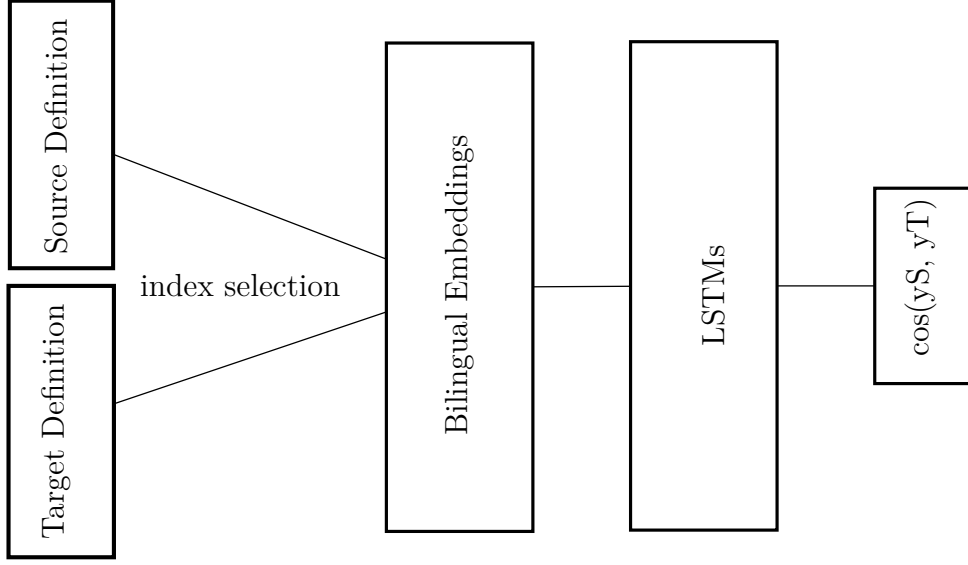 Source Definition
Target Definition
index selection
Bilingual Embeddings
LSTMs
cos(yS, yT)